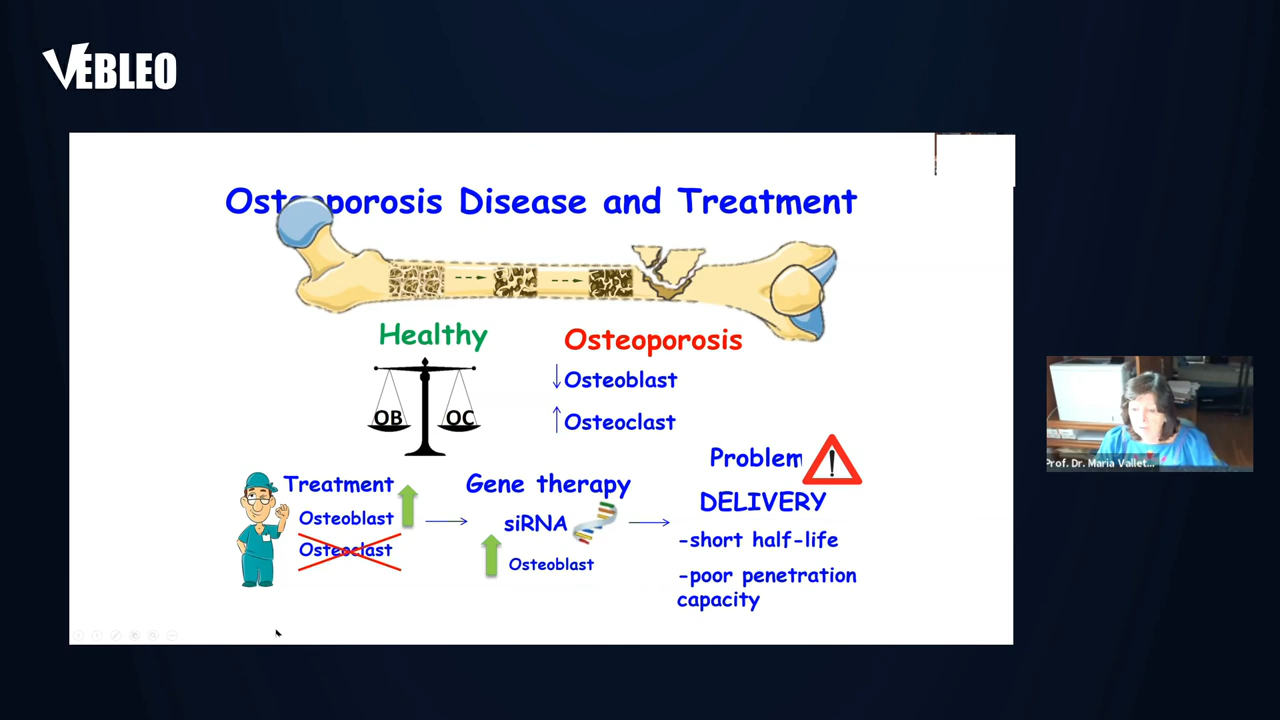 VEBLEO
Osteoporosis Disease and Treatment
Healthy
OB
OC
Osteoporosis
↓Osteoblast
↑Osteoclast
Treatment
Osteoblast
Osteoclast
Gene therapy
siRNA
Osteoblast
Problem
DELIVERY
-short half-life
-poor penetration
capacity
Prof. Dr. Maria Vallet...